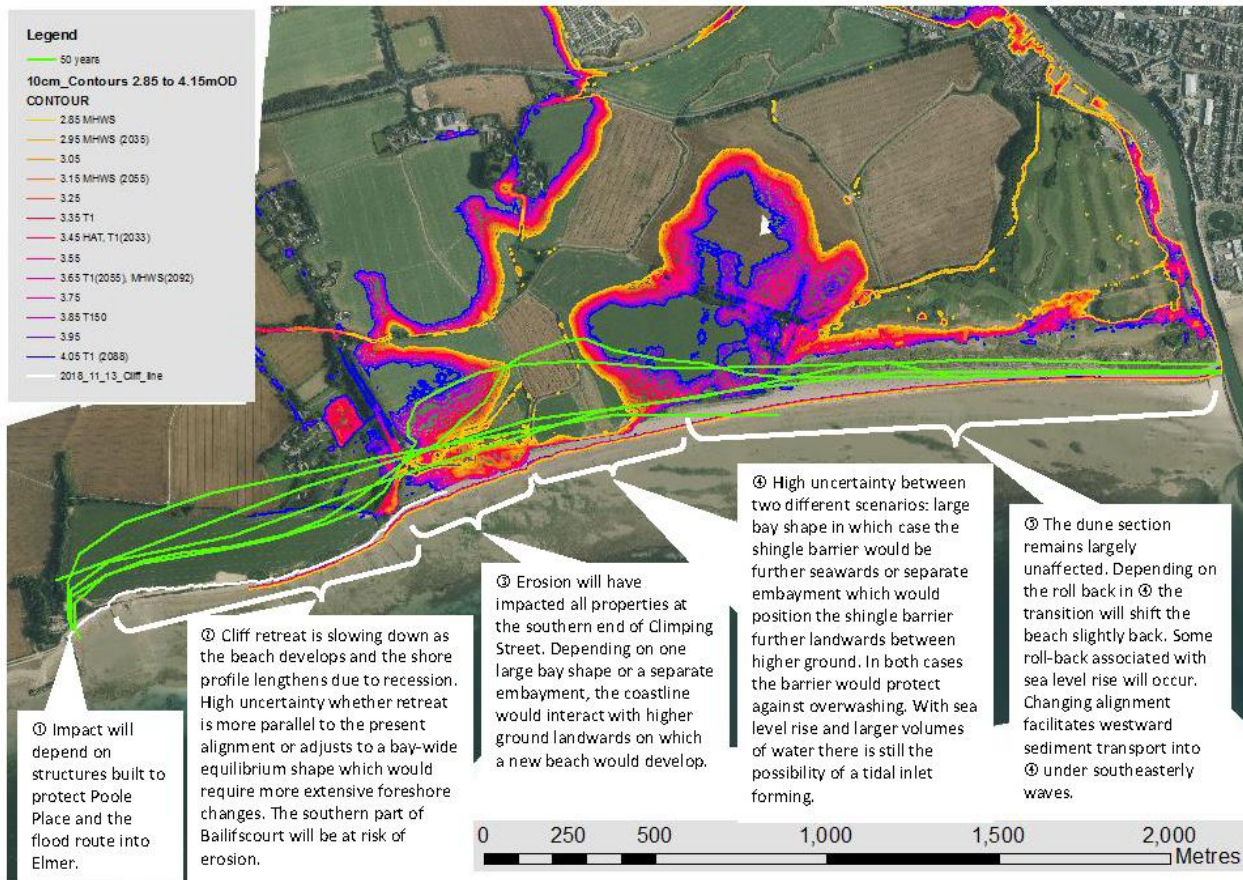 Legend
50 years
10cm_Contours 2.85 to 4.15mOD
CONTOUR
2.85 MHWS
2.95 MHWS (2035)
3.05
3.15 MHWS (2055)
3.25
3.35 T1
3.45 HAT, T1(2033)
3.55
3.65 T1(2055), MHWS(2092)
3.75
3.85 T150
3.95
4.05 T1 (2088)
2018_11_13_Cliff_line
① Impact will
depend on
structures built to
protect Poole
Place and the
flood route into
Elmer.
② Cliff retreat is slowing down as
the beach develops and the shore
profile lengthens due to recession.
High uncertainty whether retreat
is more parallel to the present
alignment or adjusts to a bay-wide
equilibrium shape which would
require more extensive foreshore
changes. The southern part of
Bailifscourt will be at risk of
erosion.
③ Erosion will have
impacted all properties at
the southern end of Climping
Street. Depending on one
large bay shape or a separate
embayment, the coastline
would interact with higher
ground landwards on which
a new beach would develop.
④ High uncertainty between
two different scenarios: large
bay shape in which case the
shingle barrier would be
further seawards or separate
embayment which would
position the shingle barrier
further landwards between
higher ground. In both cases
the barrier would protect
against overwashing. With sea
level rise and larger volumes
of water there is still the
possibility of a tidal inlet
forming.
⑤ The dune section
remains largely
unaffected. Depending on
the roll back in ④ the
transition will shift the
beach slightly back. Some
roll-back associated with
sea level rise will occur.
Changing alignment
facilitates westward
sediment transport into
④ under southeasterly
waves.
0 250 500 1,000 1,500 2,000
Metres